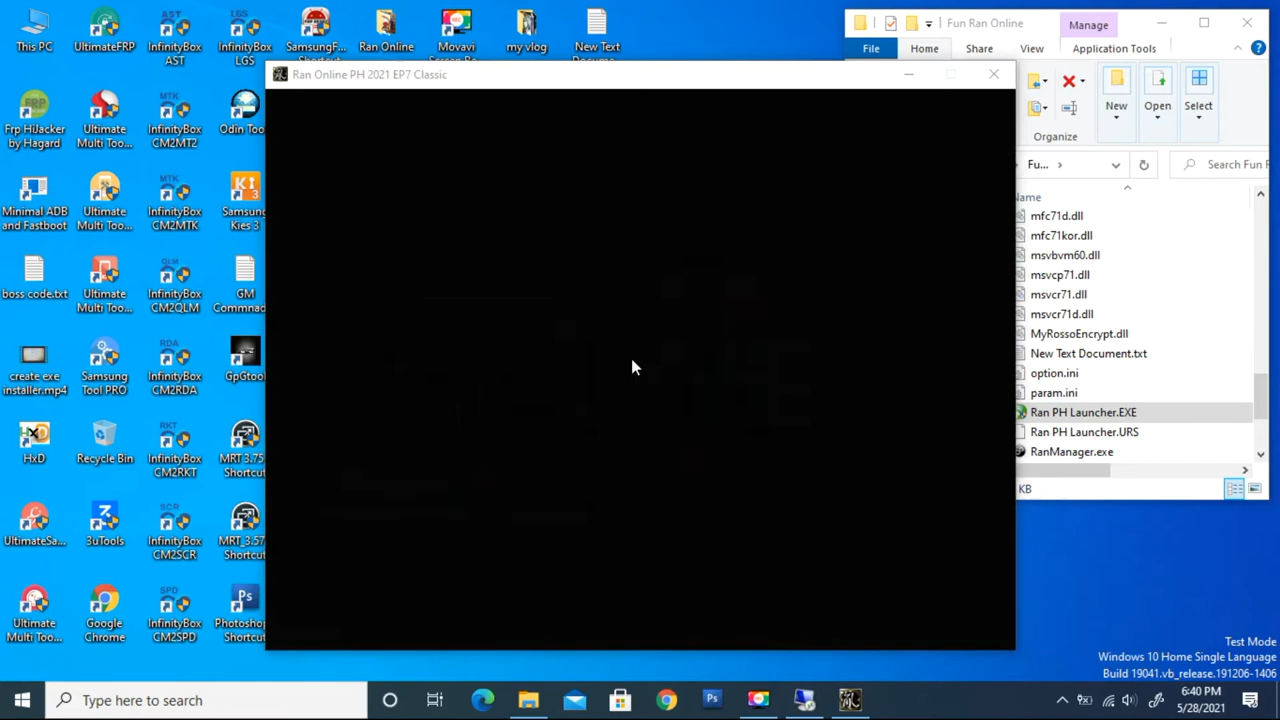 This PC
UltimateFRP
InfinityBox
AST
InfinityBox
LGS
SamsungF...
Shortcut
Ran Online
Movavi
Screen Re...
my vlog
New Text
Docume...
Fun Ran Online
Manage
File
Home
Share
View
Application Tools
Ran Online PH 2021 EP7 Classic
New
Open
Select
Organize
Fu...
Search Fun R
Name
mfc71d.dll
mfc71kor.dll
msvbvm60.dll
msvcp71.dll
msvcr71.dll
msvcr71d.dll
MyRossoEncrypt.dll
New Text Document.txt
option.ini
param.ini
Ran PH Launcher.EXE
Ran PH Launcher.URS
RanManager.exe
KB
Frp HiJacker
by Hagard
Ultimate
Multi Too...
InfinityBox
CM2MT2
Odin Too
Minimal ADB
and Fastboot
Ultimate
Multi Too...
InfinityBox
CM2MTK
Samsung
Kies 3
boss code.txt
Ultimate
Multi Too...
InfinityBox
CM2QLM
GM
Commnad
create exe
installer.mp4
Samsung
Tool PRO
InfinityBox
CM2RDA
GpGtool
HxD
Recycle Bin
InfinityBox
CM2RKT
MRT 3.75
Shortcut
UltimateSa...
3uTools
InfinityBox
CM2SCR
MRT_3.57
Shortcut
Ultimate
Multi Too...
Google
Chrome
InfinityBox
CM2SPD
Photoshop
Shortcut
Test Mode
Windows 10 Home Single Language
Build 19041.vb_release.191206-1406
Type here to search
6:40 PM
5/28/2021